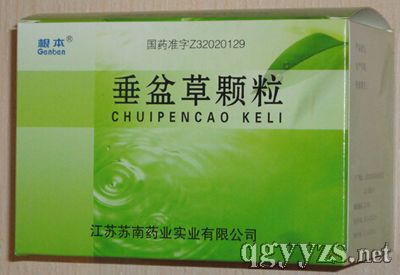 根本®
Genben
国药准字Z32020129
垂盆草颗粒
CHUIPENCAO KELI
江苏苏南药业实业有限公司
qgyyzs.net